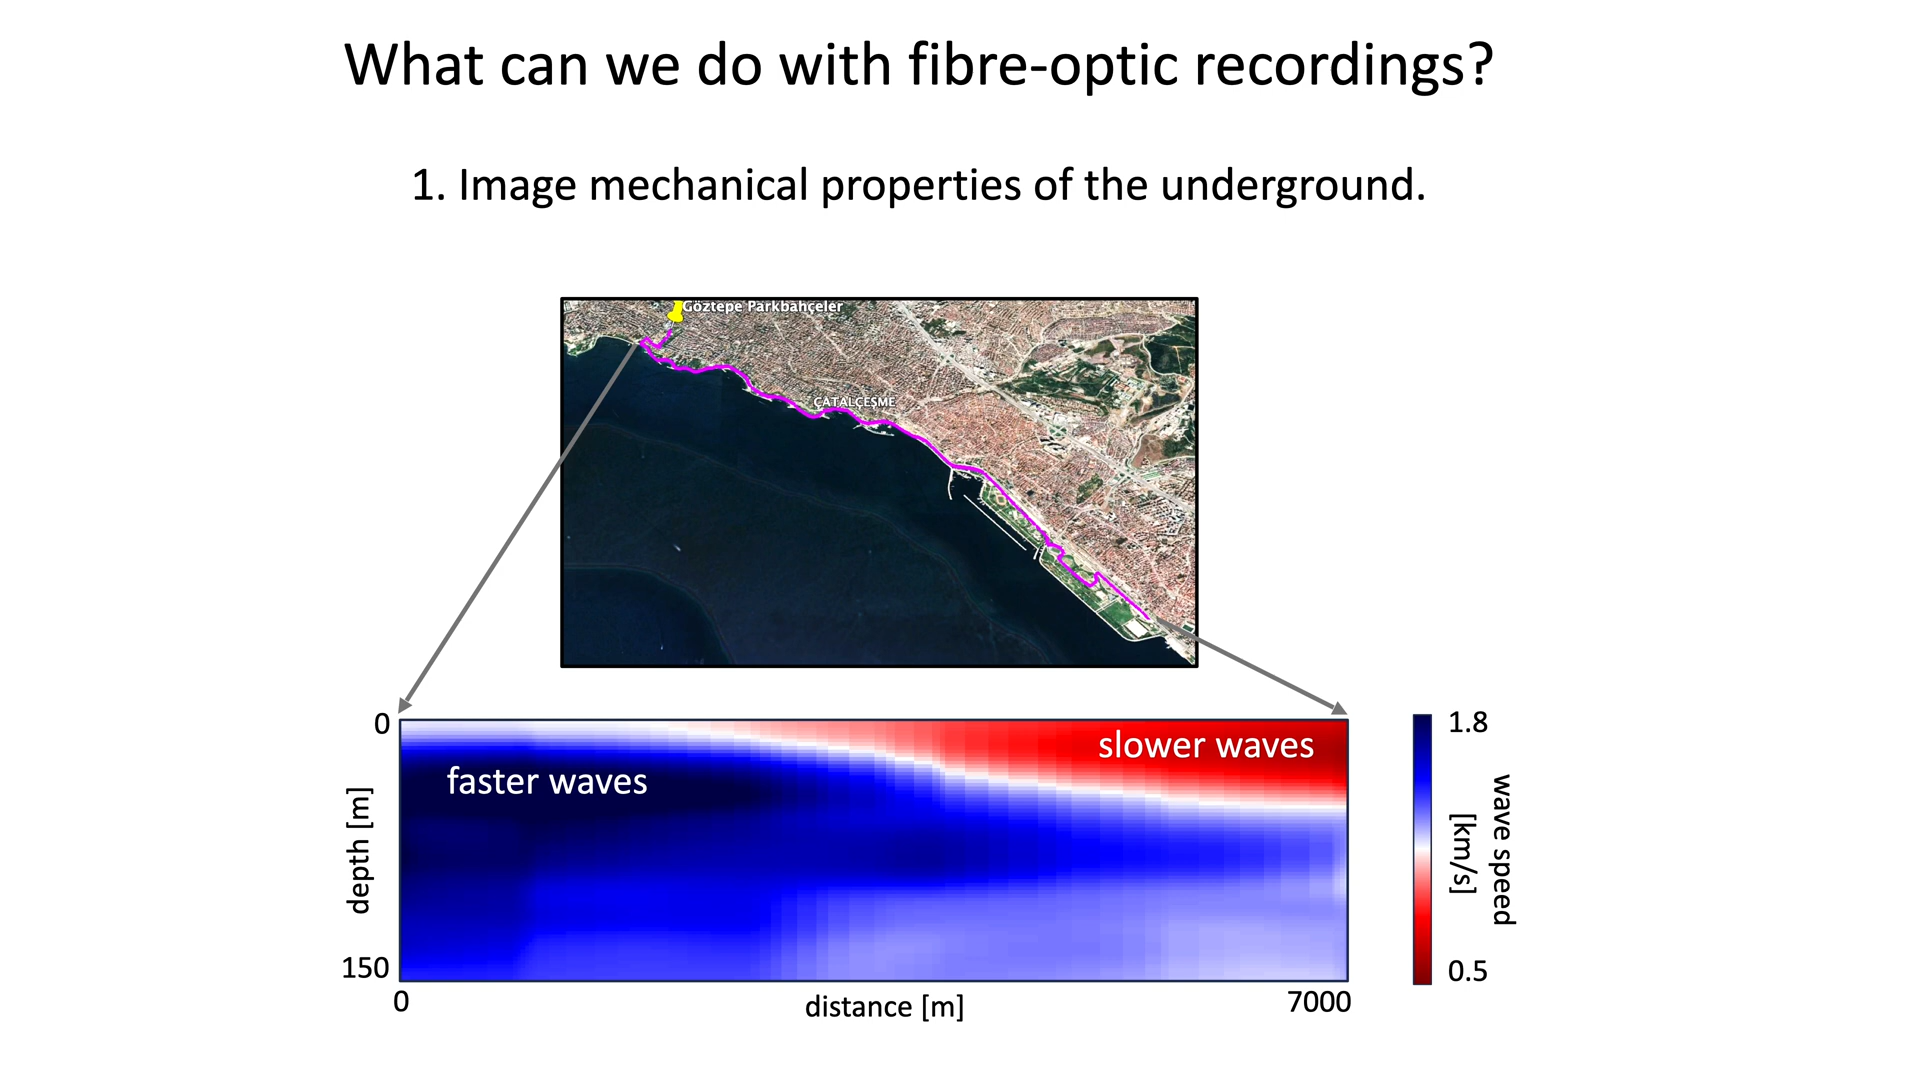 What can we do with fibre-optic recordings?
1. Image mechanical properties of the underground.
Göztepe Parkbahçeler
ÇATALÇEŞME
0
slower waves
faster waves
depth [m]
150
0
distance [m]
7000
1.8
wave speed
[km/s]
0.5